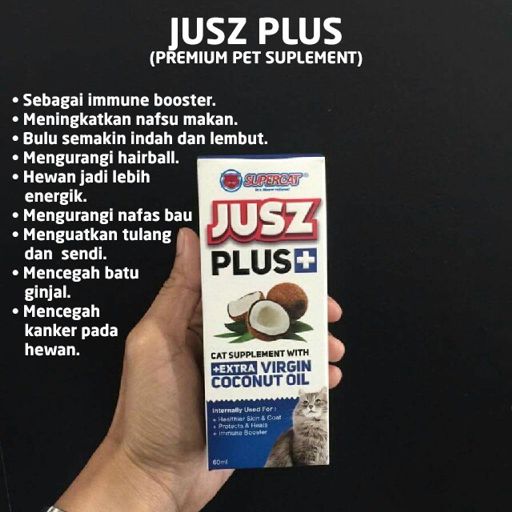 JUSZ PLUS
(PREMIUM PET SUPLEMENT)
• Sebagai immune booster.
• Meningkatkan nafsu makan.
• Bulu semakin indah dan lembut.
• Mengurangi hairball.
• Hewan jadi lebih
energik.
• Mengurangi nafas bau
• Menguatkan tulang
dan sendi.
• Mencegah batu
ginjal.
• Mencegah
kanker pada
hewan.
SUPERCAT
JUSZ
PLUS+
CAT SUPPLEMENT WITH
+EXTRA VIRGIN
COCONUT OIL
Internally Used For :
+ Healthier Skin & Coat
+ Protects & Heals
+ Immune Booster
60ml